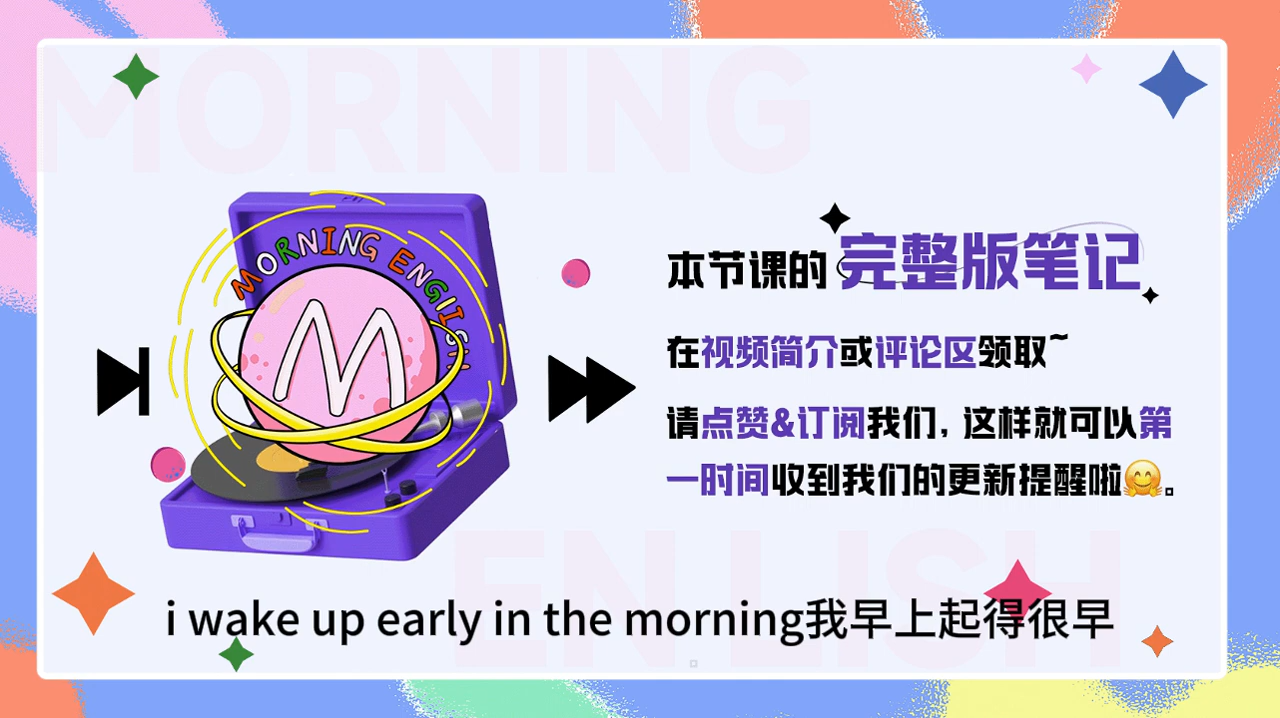 MORNING
MORNING ENGLISH
M
本节课的 完整版笔记
在视频简介或评论区领取~
请点赞&订阅我们，这样就可以第
一时间收到我们的更新提醒啦🤗。
EN LISH
i wake up early in the morning我早上起得很早